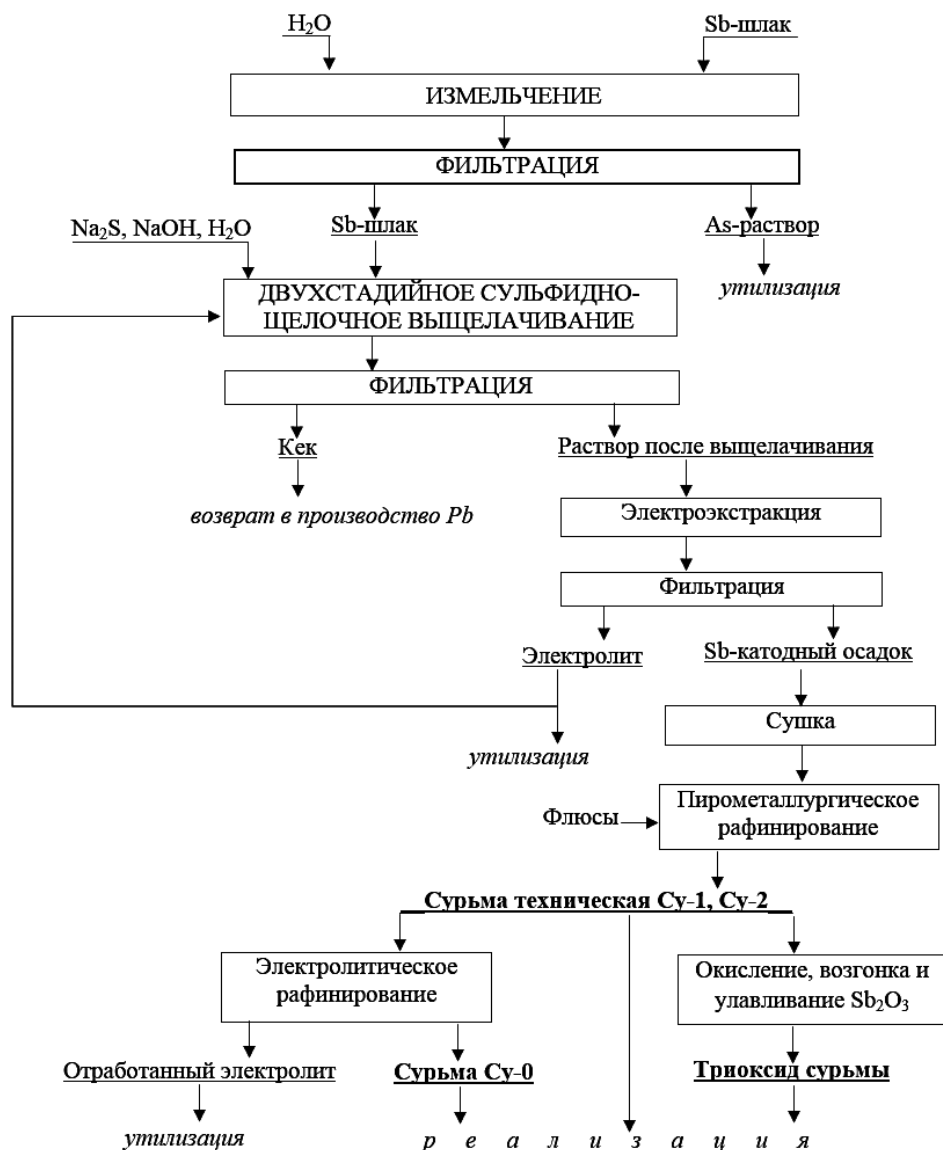 H₂O
Sb-шлак
ИЗМЕЛЬЧЕНИЕ
ФИЛЬТРАЦИЯ
Na₂S, NaOH, H₂O
Sb-шлак
As-раствор
утилизация
ДВУХСТАДИЙНОЕ СУЛЬФИДНО-
ЩЕЛОЧНОЕ ВЫЩЕЛАЧИВАНИЕ
ФИЛЬТРАЦИЯ
Кек
Раствор после выщелачивания
возврат в производство Pb
Электроэкстракция
Фильтрация
Электролит
Sb-катодный осадок
Сушка
утилизация
Флюсы
Пирометаллургическое
рафинирование
Сурьма техническая Су-1, Су-2
Электролитическое
рафинирование
Окисление, возгонка и
улавливание Sb₂O₃
Отработанный электролит
Сурьма Су-0
Триоксид сурьмы
утилизация
р е а л и з а ц и я